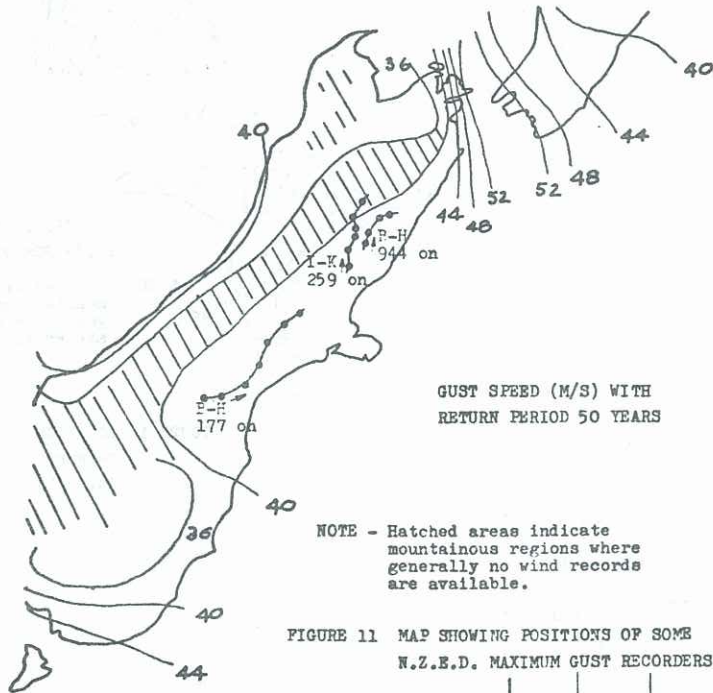 36
40
40
44
48
52
52
48
44
I-K
259 on
B-H
944 on
B-H
177 on
GUST SPEED (M/S) WITH
RETURN PERIOD 50 YEARS
40
36
NOTE - Hatched areas indicate
mountainous regions where
generally no wind records
are available.
40
44
FIGURE 11 MAP SHOWING POSITIONS OF SOME
N.Z.E.D. MAXIMUM GUST RECORDERS